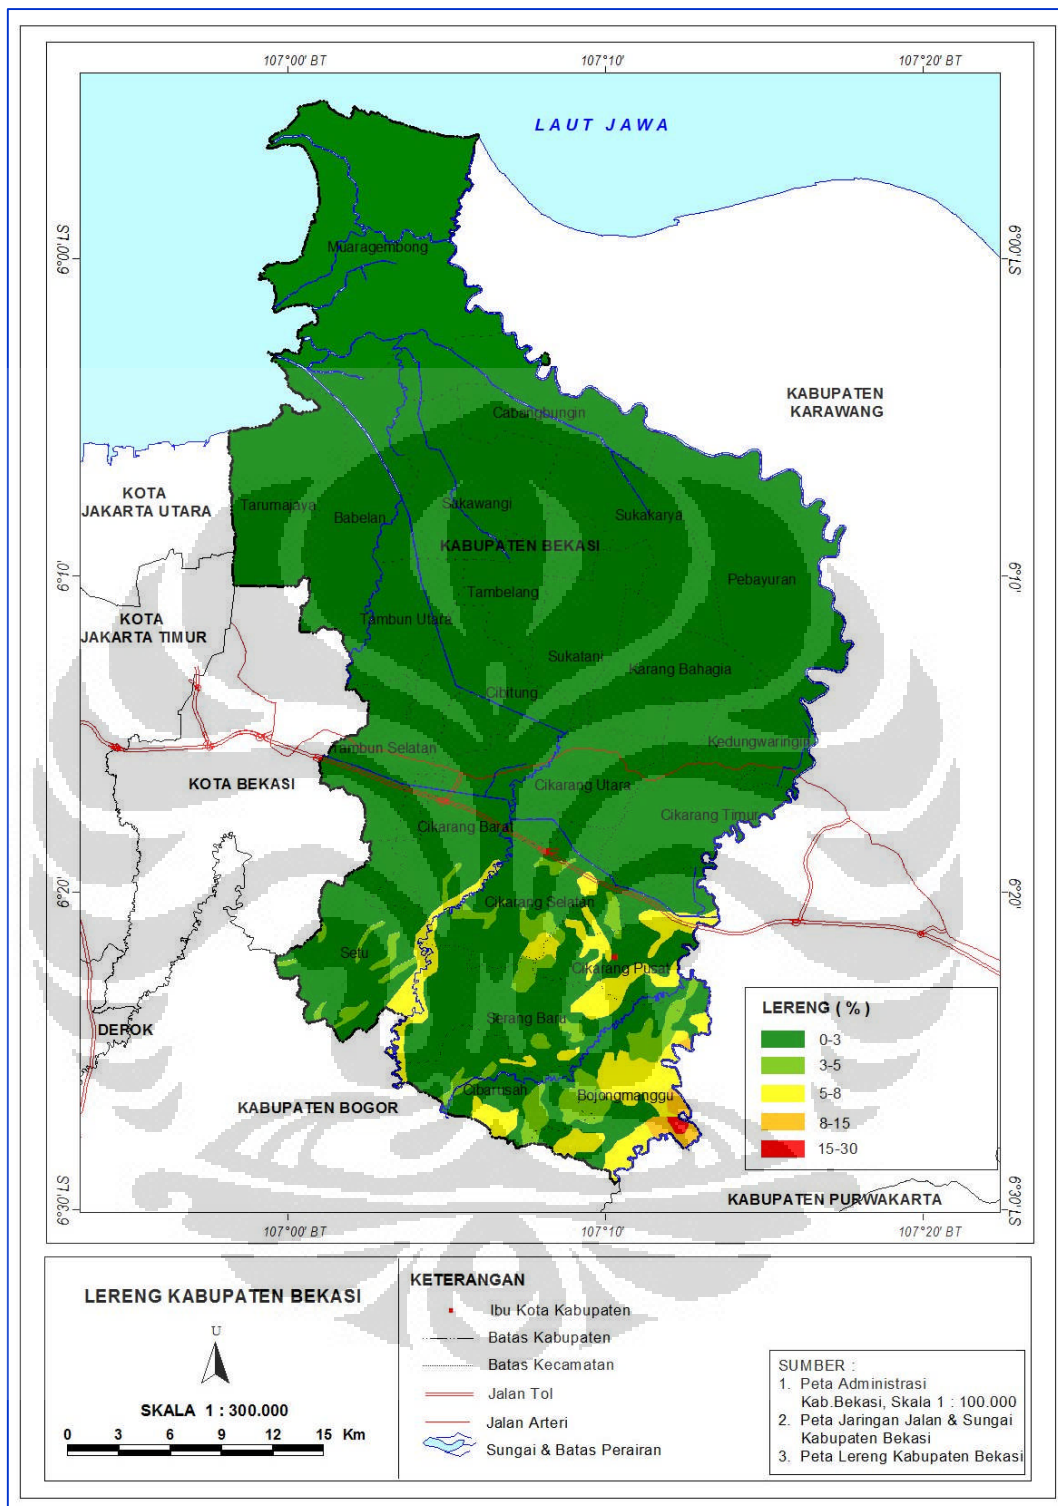 107°00' BT
107°10'
107°20' BT
LAUT JAWA
6°00' LS
6°00' LS
Muaragembong
KABUPATEN
KARAWANG
Cabangbungin
KOTA
JAKARTA UTARA
Tarumajaya
Babelan
Sakawangi
Sukakarya
KABUPATEN BEKASI
6°10'
6°10'
Pebayuran
Tambelang
KOTA
JAKARTA TIMUR
Tambun Utara
Sukatani
Karang Bahagia
Cibitung
Tambun Selatan
Kedungwaringin
KOTA BEKASI
Cikarang Utara
Cikarang Timur
Cikarang Barat
6°20'
6°20'
Cikarang Selatan
Setu
Cikarang Pusat
Serang Baru
DEROK
Cibarusah
Bojongmanggu
KABUPATEN BOGOR
LERENG ( % )
0-3
3-5
5-8
8-15
15-30
KABUPATEN PURWAKARTA
6°30' LS
6°30' LS
107°00' BT
107°10'
107°20' BT
LERENG KABUPATEN BEKASI
U
SKALA 1 : 300.000
0 3 6 9 12 15 Km
KETERANGAN
Ibu Kota Kabupaten
Batas Kabupaten
Batas Kecamatan
Jalan Tol
Jalan Arteri
Sungai & Batas Perairan
SUMBER :
1. Peta Administrasi
Kab.Bekasi, Skala 1 : 100.000
2. Peta Jaringan Jalan & Sungai
Kabupaten Bekasi
3. Peta Lereng Kabupaten Bekasi